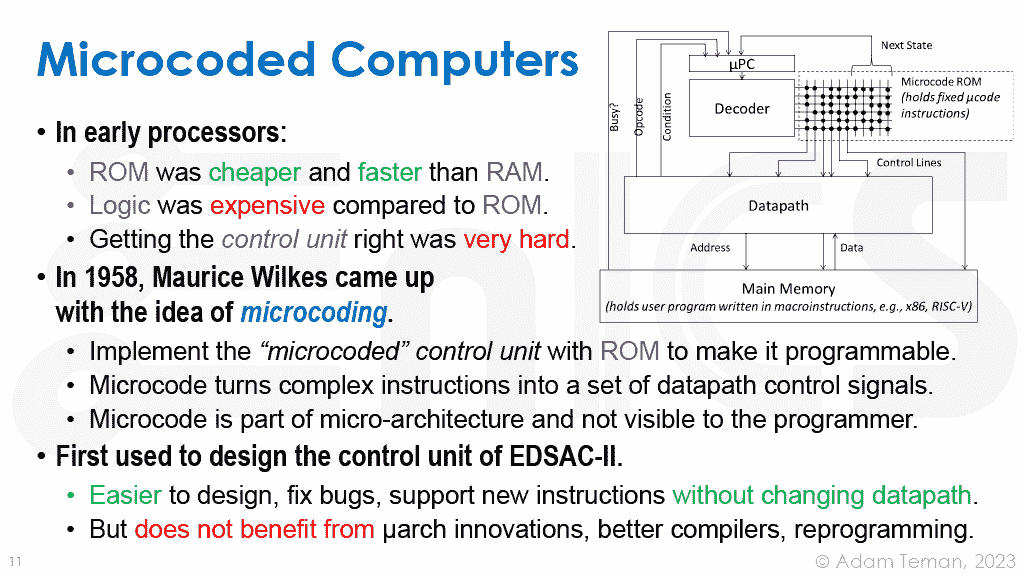 Microcoded Computers
• In early processors:
• ROM was cheaper and faster than RAM.
• Logic was expensive compared to ROM.
• Getting the control unit right was very hard.
• In 1958, Maurice Wilkes came up
with the idea of microcoding.
• Implement the “microcoded” control unit with ROM to make it programmable.
• Microcode turns complex instructions into a set of datapath control signals.
• Microcode is part of micro-architecture and not visible to the programmer.
• First used to design the control unit of EDSAC-II.
• Easier to design, fix bugs, support new instructions without changing datapath.
• But does not benefit from µarch innovations, better compilers, reprogramming.
Next State
µPC
Microcode ROM
(holds fixed µcode
instructions)
Decoder
Busy?
Opcode
Condition
Control Lines
Datapath
Address
Data
Main Memory
(holds user program written in macroinstructions, e.g., x86, RISC-V)
11
© Adam Teman, 2023